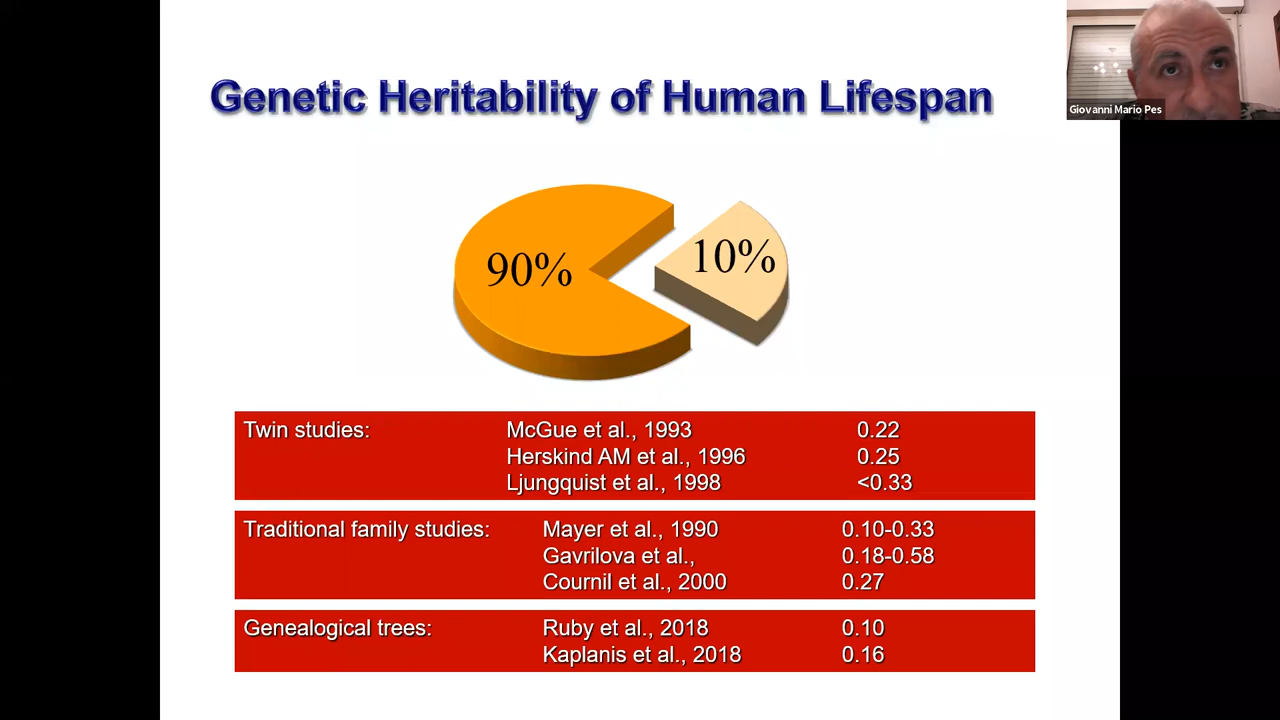 Genetic Heritability of Human Lifespan
Giovanni Mario Pes
90%
10%
Twin studies: McGue et al., 1993 0.22
Herskind AM et al., 1996 0.25
Ljungquist et al., 1998 <0.33
Traditional family studies: Mayer et al., 1990 0.10-0.33
Gavrilova et al., 0.18-0.58
Cournil et al., 2000 0.27
Genealogical trees: Ruby et al., 2018 0.10
Kaplanis et al., 2018 0.16